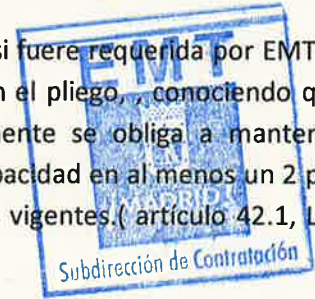 si fuere requerida por EMT
n el pliego, , conociendo q
nente se obliga a manten
pacidad en al menos un 2 p
vigentes.( artículo 42.1, L
EMT
MADRID
Subdirección de Contratación